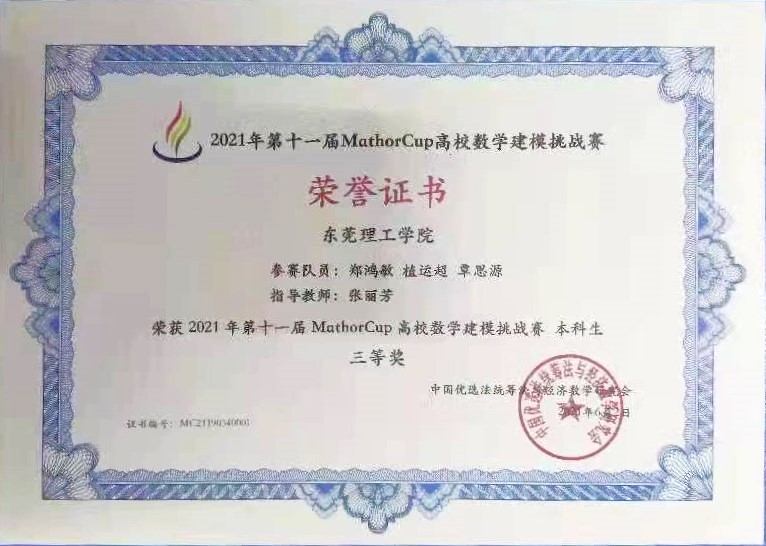 2021年第十一届MathorCup高校数学建模挑战赛
荣誉证书
东莞理工学院
参赛队员：郑鸿敏 植运超 覃思源
指导教师：张丽芳
荣获 2021 年第十一届 MathorCup 高校数学建模挑战赛 本科生
三等奖
中国优选法统筹法与经济数学研究会
证书编号：